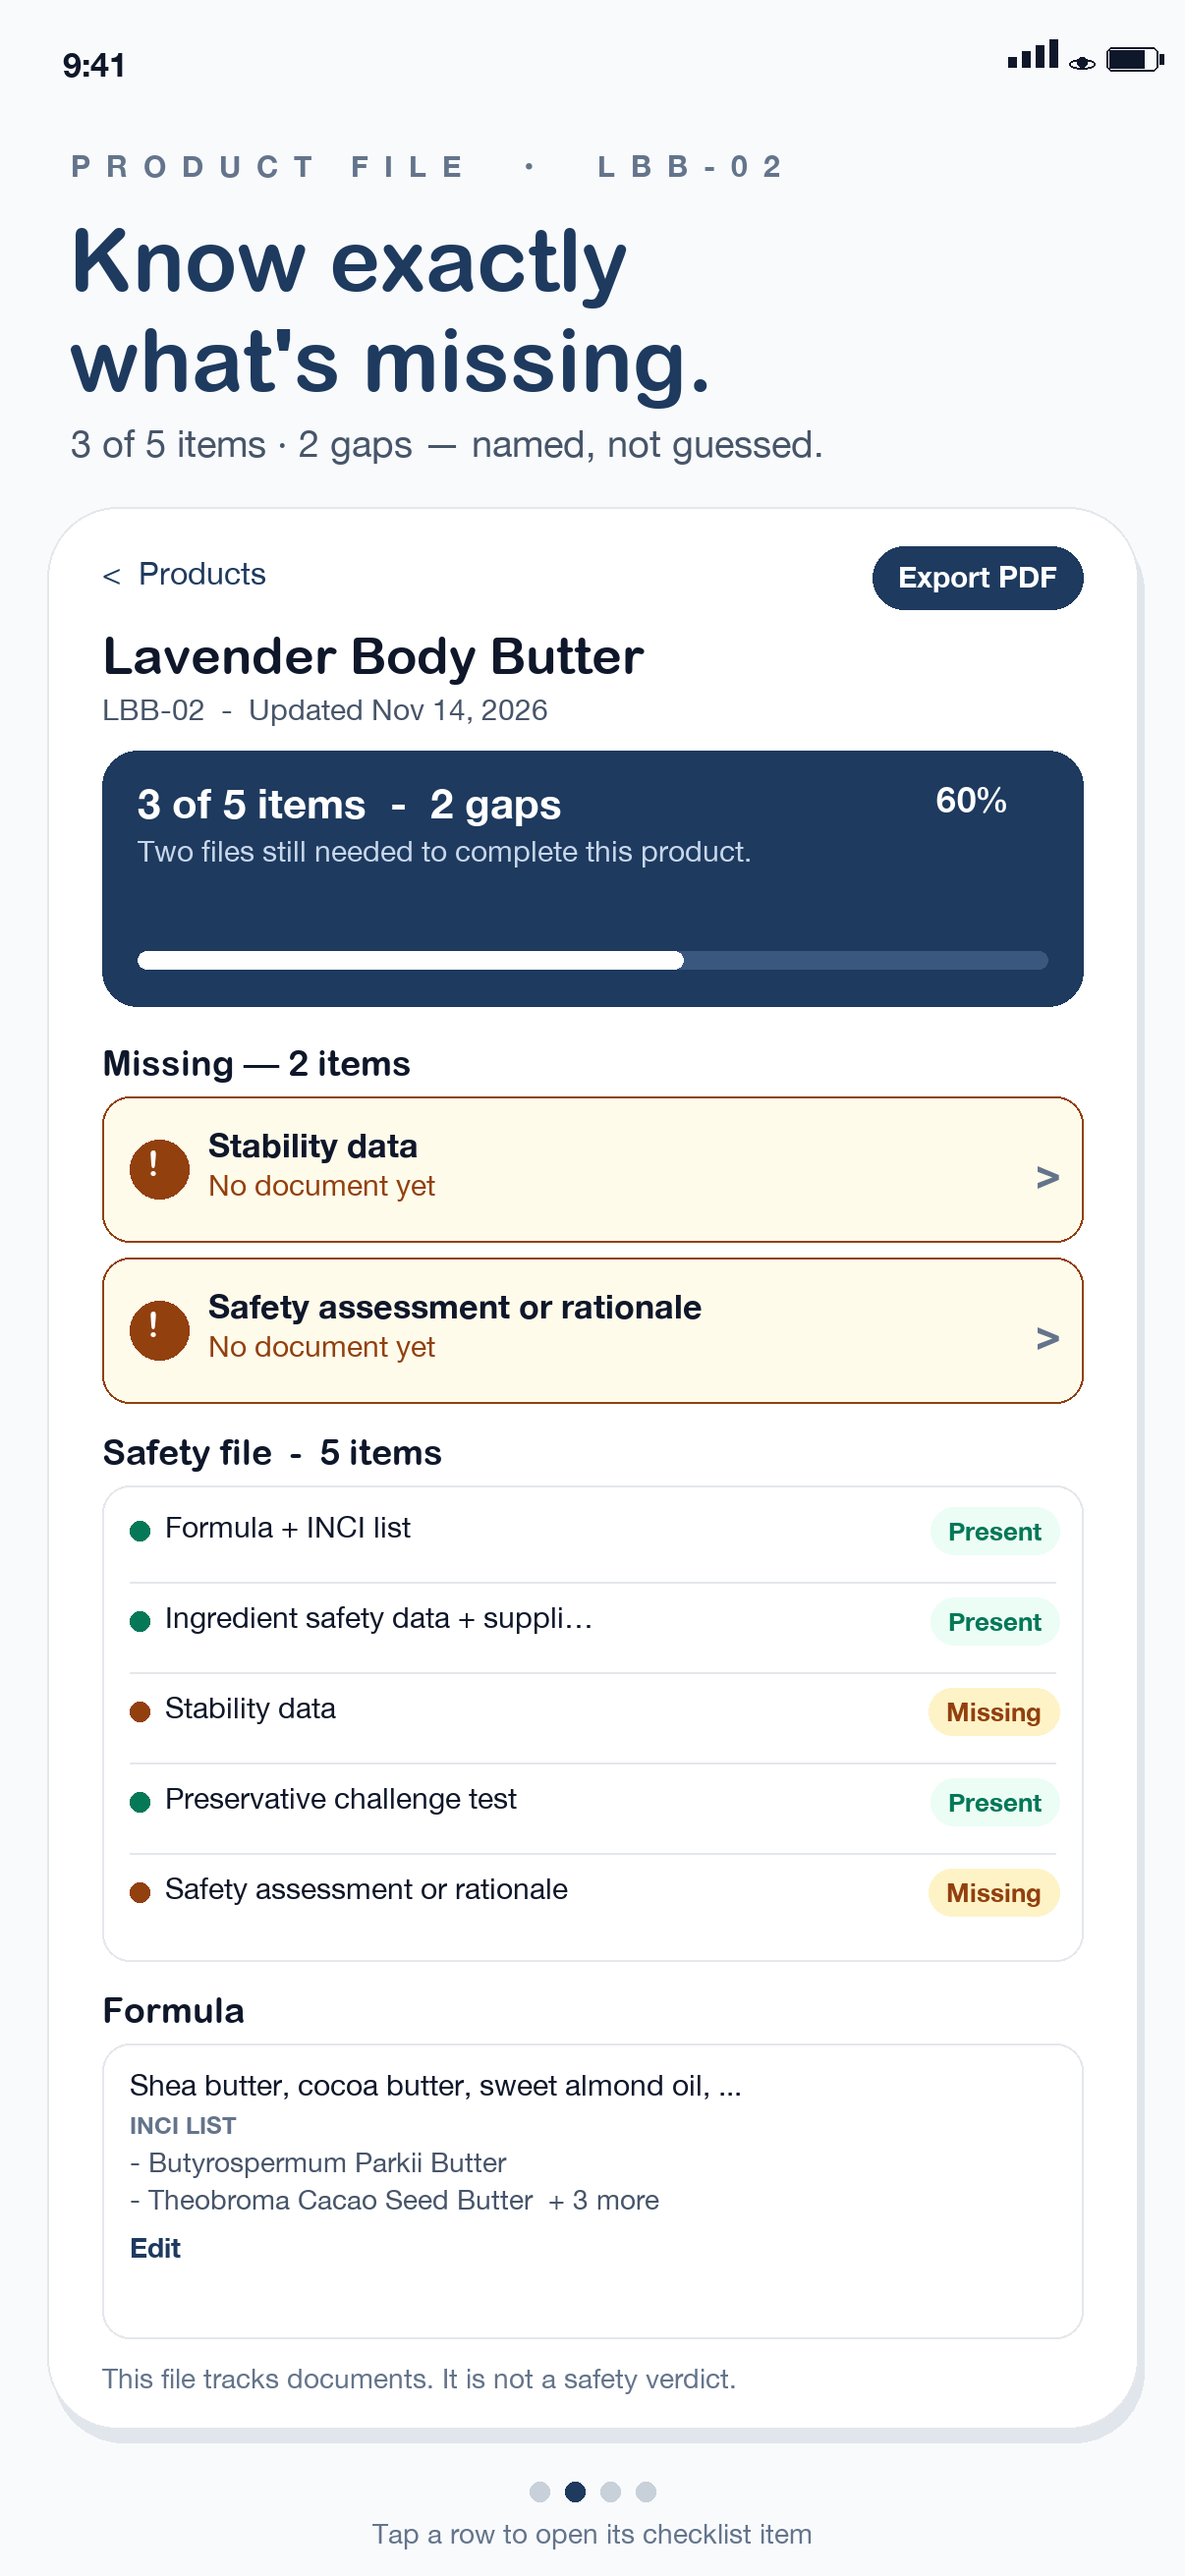 9:41
PRODUCT FILE · LBB-02
Know exactly
what's missing.
3 of 5 items · 2 gaps — named, not guessed.
< Products
Export PDF
Lavender Body Butter
LBB-02 - Updated Nov 14, 2026
3 of 5 items - 2 gaps
60%
Two files still needed to complete this product.
Missing — 2 items
! Stability data
No document yet
>
! Safety assessment or rationale
No document yet
>
Safety file - 5 items
Formula + INCI list Present
Ingredient safety data + suppli... Present
Stability data Missing
Preservative challenge test Present
Safety assessment or rationale Missing
Formula
Shea butter, cocoa butter, sweet almond oil, ...
INCI LIST
- Butyrospermum Parkii Butter
- Theobroma Cacao Seed Butter + 3 more
Edit
This file tracks documents. It is not a safety verdict.
Tap a row to open its checklist item